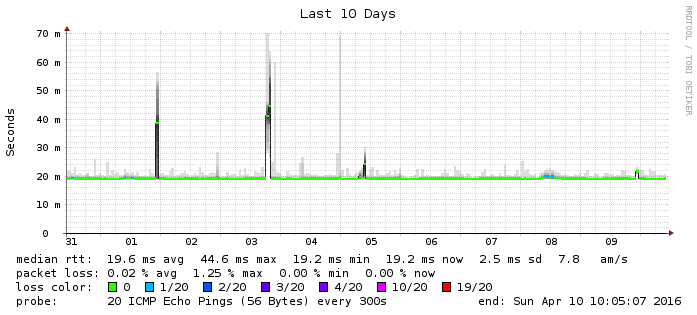 Last 10 Days
RRDTOOL / TOBI OETIKER
Seconds
70 m
60 m
50 m
40 m
30 m
20 m
10 m
0
31 01 02 03 04 05 06 07 08 09
median rtt: 19.6 ms avg 44.6 ms max 19.2 ms min 19.2 ms now 2.5 ms sd 7.8 am/s
packet loss: 0.02 % avg 1.25 % max 0.00 % min 0.00 % now
loss color: 0 1/20 2/20 3/20 4/20 10/20 19/20
probe: 20 ICMP Echo Pings (56 Bytes) every 300s end: Sun Apr 10 10:05:07 2016